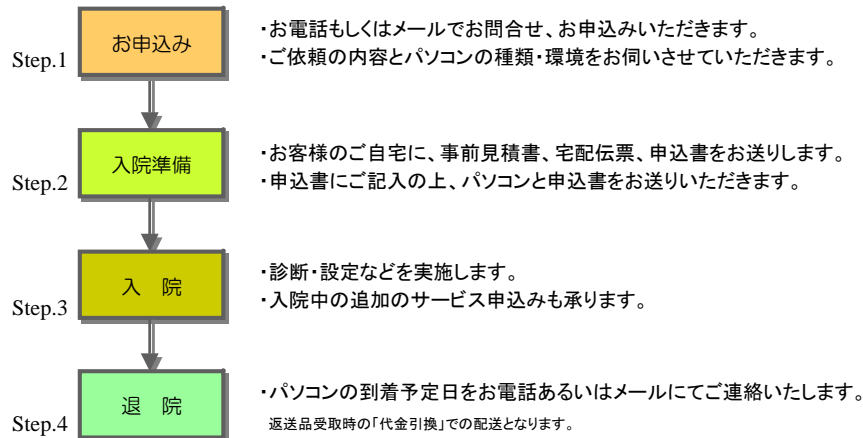 お申込み
・お電話もしくはメールでお問合せ、お申込みいただきます。
Step.1
・ご依頼の内容とパソコンの種類・環境をお伺いさせていただきます。
入院準備
・お客様のご自宅に、事前見積書、宅配伝票、申込書をお送りします。
Step.2
・申込書にご記入の上、パソコンと申込書をお送りいただきます。
入　院
・診断・設定などを実施します。
Step.3
・入院中の追加のサービス申込みも承ります。
退　院
・パソコンの到着予定日をお電話あるいはメールにてご連絡いたします。
Step.4
返送品受取時の「代金引換」での配送となります。